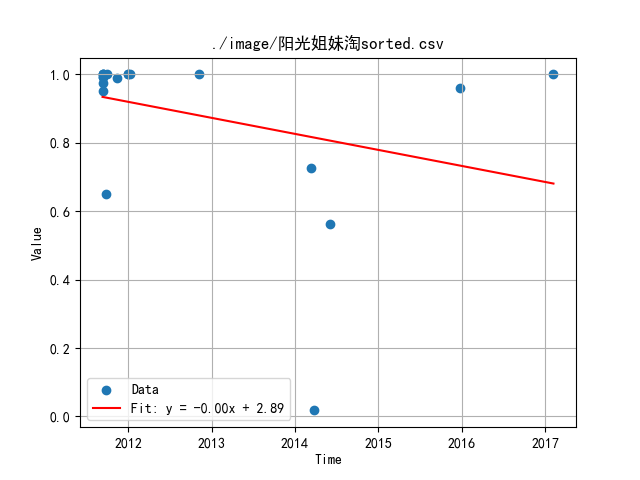 ./image/阳光姐妹淘sorted.csv
1.0
0.8
0.6
0.4
0.2
0.0
Value
Data
Fit: y = -0.00x + 2.89
2012
2013
2014
2015
2016
2017
Time